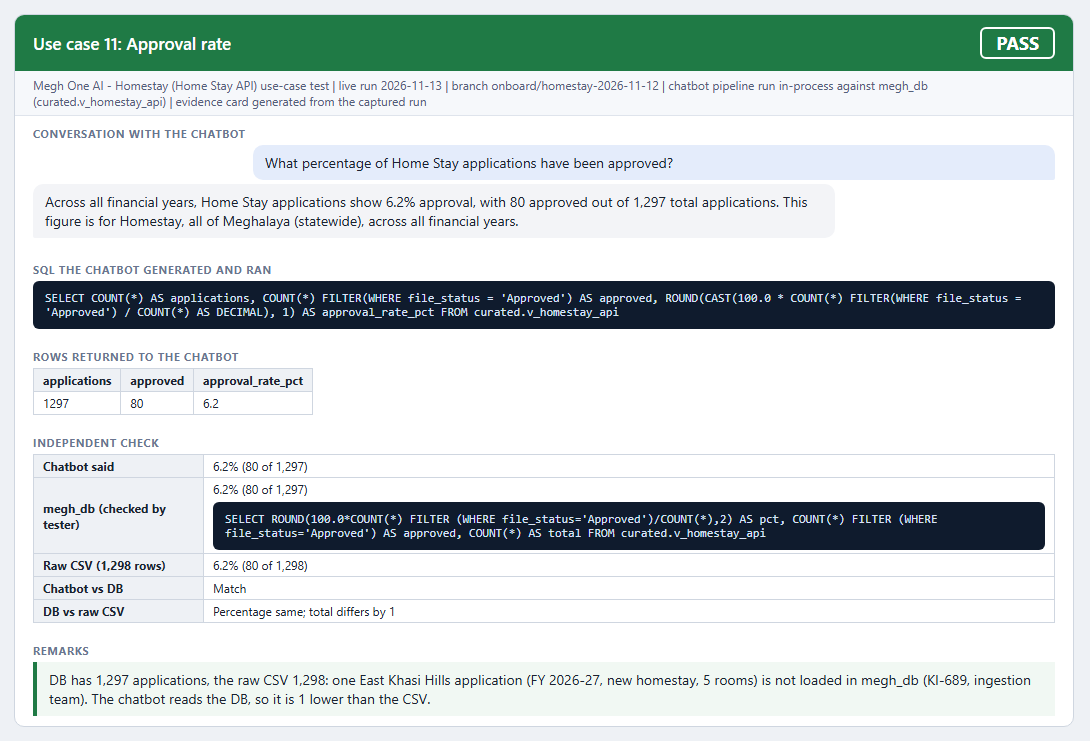 Use case 11: Approval rate
PASS
Megh One AI - Homestay (Home Stay API) use-case test | live run 2026-11-13 | branch onboard/homestay-2026-11-12 | chatbot pipeline run in-process against megh_db
(curated.v_homestay_api) | evidence card generated from the captured run
CONVERSATION WITH THE CHATBOT
What percentage of Home Stay applications have been approved?
Across all financial years, Home Stay applications show 6.2% approval, with 80 approved out of 1,297 total applications. This
figure is for Homestay, all of Meghalaya (statewide), across all financial years.
SQL THE CHATBOT GENERATED AND RAN
SELECT COUNT(*) AS applications, COUNT(*) FILTER(WHERE file_status = 'Approved') AS approved, ROUND(CAST(100.0 * COUNT(*) FILTER(WHERE file_status =
'Approved') / COUNT(*) AS DECIMAL), 1) AS approval_rate_pct FROM curated.v_homestay_api
ROWS RETURNED TO THE CHATBOT
applications approved approval_rate_pct
1297 80 6.2
INDEPENDENT CHECK
Chatbot said 6.2% (80 of 1,297)
megh_db (checked by
tester)
6.2% (80 of 1,297)
SELECT ROUND(100.0*COUNT(*) FILTER (WHERE file_status='Approved')/COUNT(*),2) AS pct, COUNT(*) FILTER (WHERE
file_status='Approved') AS approved, COUNT(*) AS total FROM curated.v_homestay_api
Raw CSV (1,298 rows) 6.2% (80 of 1,298)
Chatbot vs DB Match
DB vs raw CSV Percentage same; total differs by 1
REMARKS
DB has 1,297 applications, the raw CSV 1,298: one East Khasi Hills application (FY 2026-27, new homestay, 5 rooms) is not loaded in megh_db (KI-689, ingestion
team). The chatbot reads the DB, so it is 1 lower than the CSV.